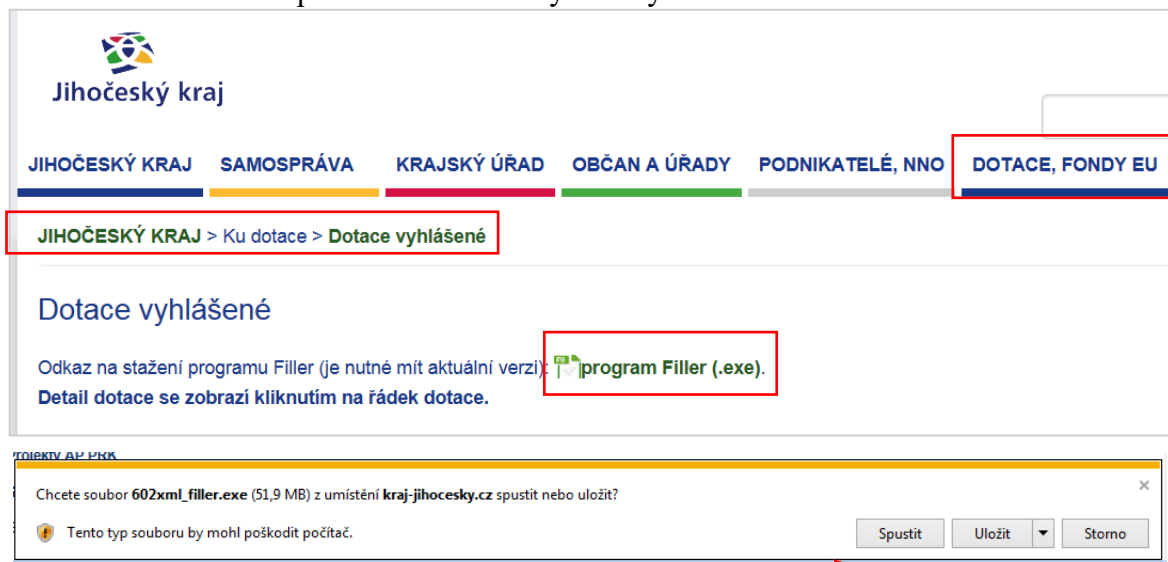 Jihočeský kraj
JIHOČESKÝ KRAJ SAMOSPRÁVA KRAJSKÝ ÚŘAD OBČAN A ÚŘADY PODNIKATELÉ, NNO DOTACE, FONDY EU
JIHOČESKÝ KRAJ > Ku dotace > Dotace vyhlášené
Dotace vyhlášené
Odkaz na stažení programu Filler (je nutné mít aktuální verzi): program Filler (.exe).
Detail dotace se zobrazí kliknutím na řádek dotace.
AP PRK
Chcete soubor 602xml_filler.exe (51,9 MB) z umístění kraj-jihocesky.cz spustit nebo uložit?
Tento typ souboru by mohl poškodit počítač.
Spustit Uložit Storno